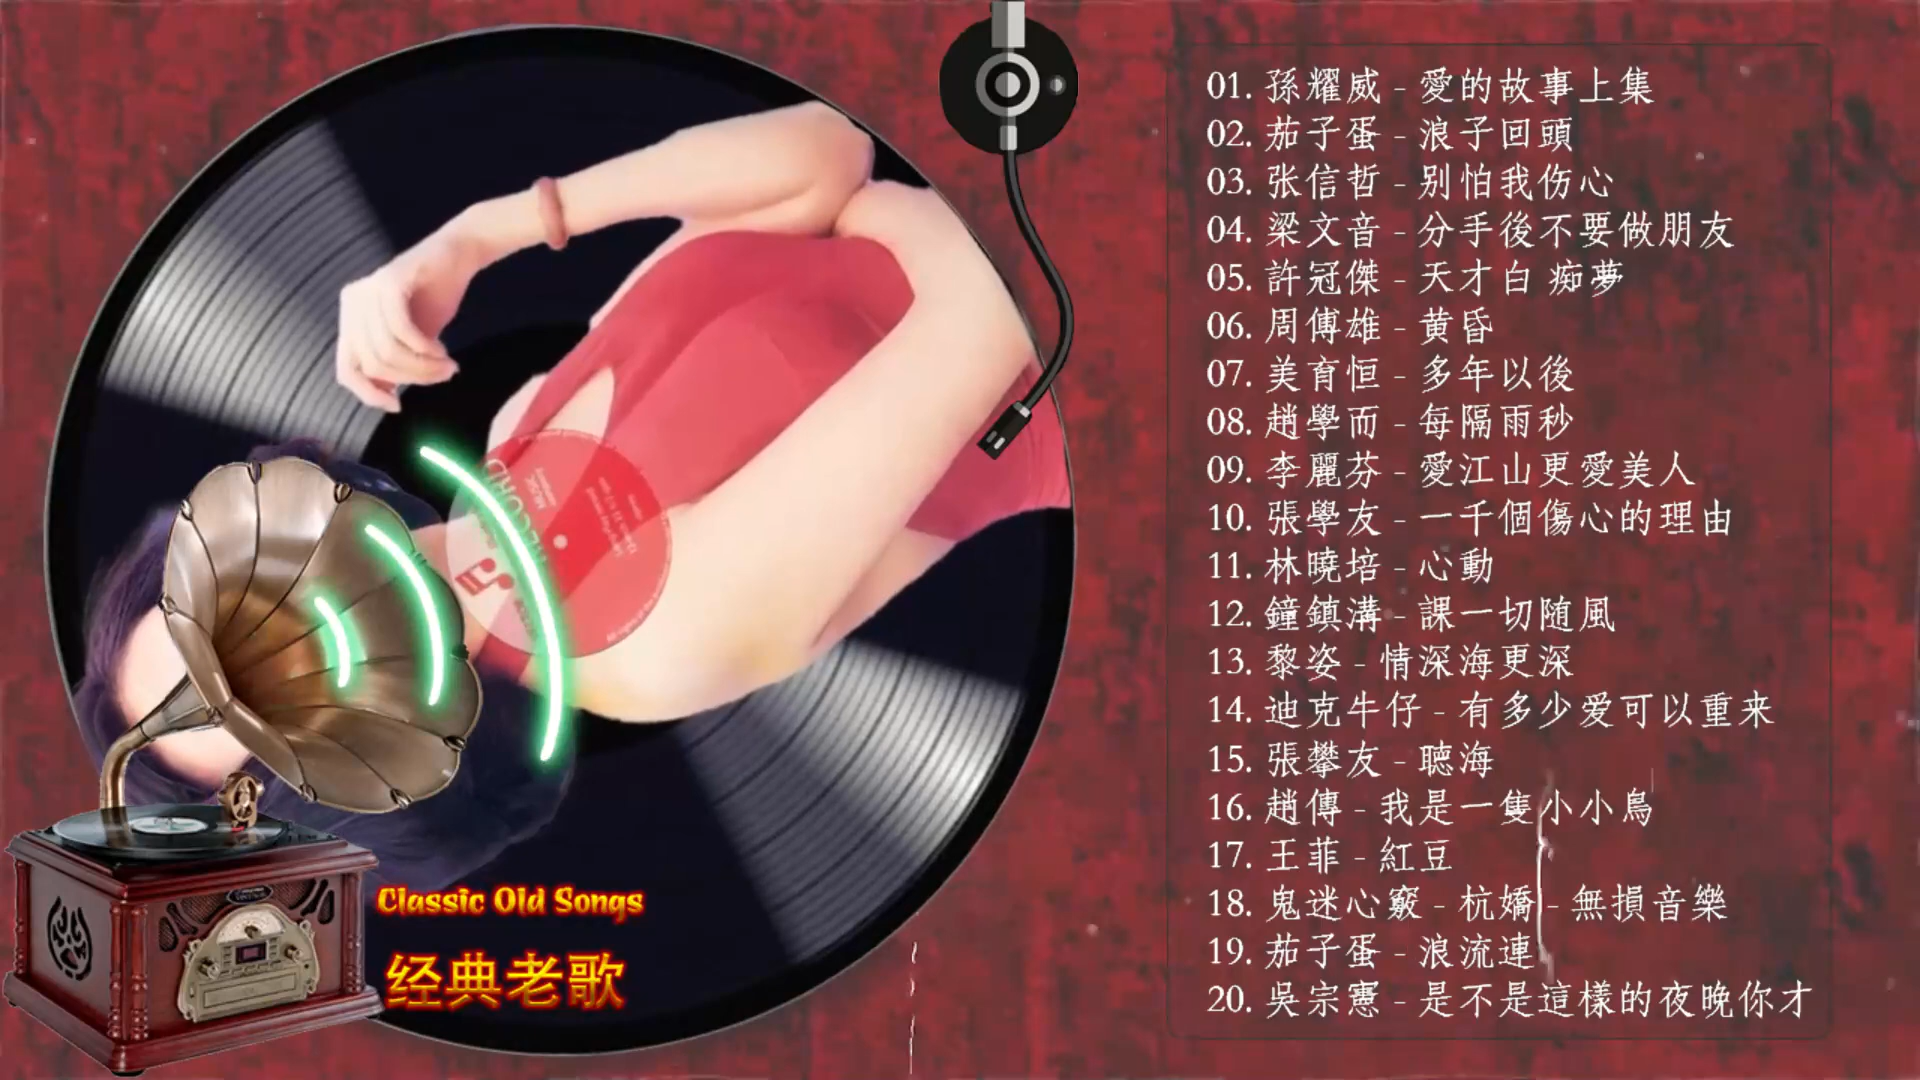 01. 孫耀威 - 愛的故事上集
02. 茄子蛋 - 浪子回頭
03. 张信哲 - 别怕我伤心
04. 梁文音 - 分手後不要做朋友
05. 許冠傑 - 天才白 痴夢
06. 周傳雄 - 黄昏
07. 美育恒 - 多年以後
08. 趙學而 - 每隔兩秒
09. 李麗芬 - 愛江山更愛美人
10. 張學友 - 一千個傷心的理由
11. 林曉培 - 心動
12. 鐘鎮濤 - 課一切随風
13. 黎姿 - 情深海更深
14. 迪克牛仔 - 有多少爱可以重来
15. 張攀友 - 聴海
16. 趙傳 - 我是一隻小小鳥
17. 王菲 - 紅豆
18. 鬼迷心竅 - 杭嬌 - 無損音樂
19. 茄子蛋 - 浪流連
20. 吳宗憲 - 是不是這樣的夜晚你才
RECORD
MUSIC
Classic Old Songs
经典老歌